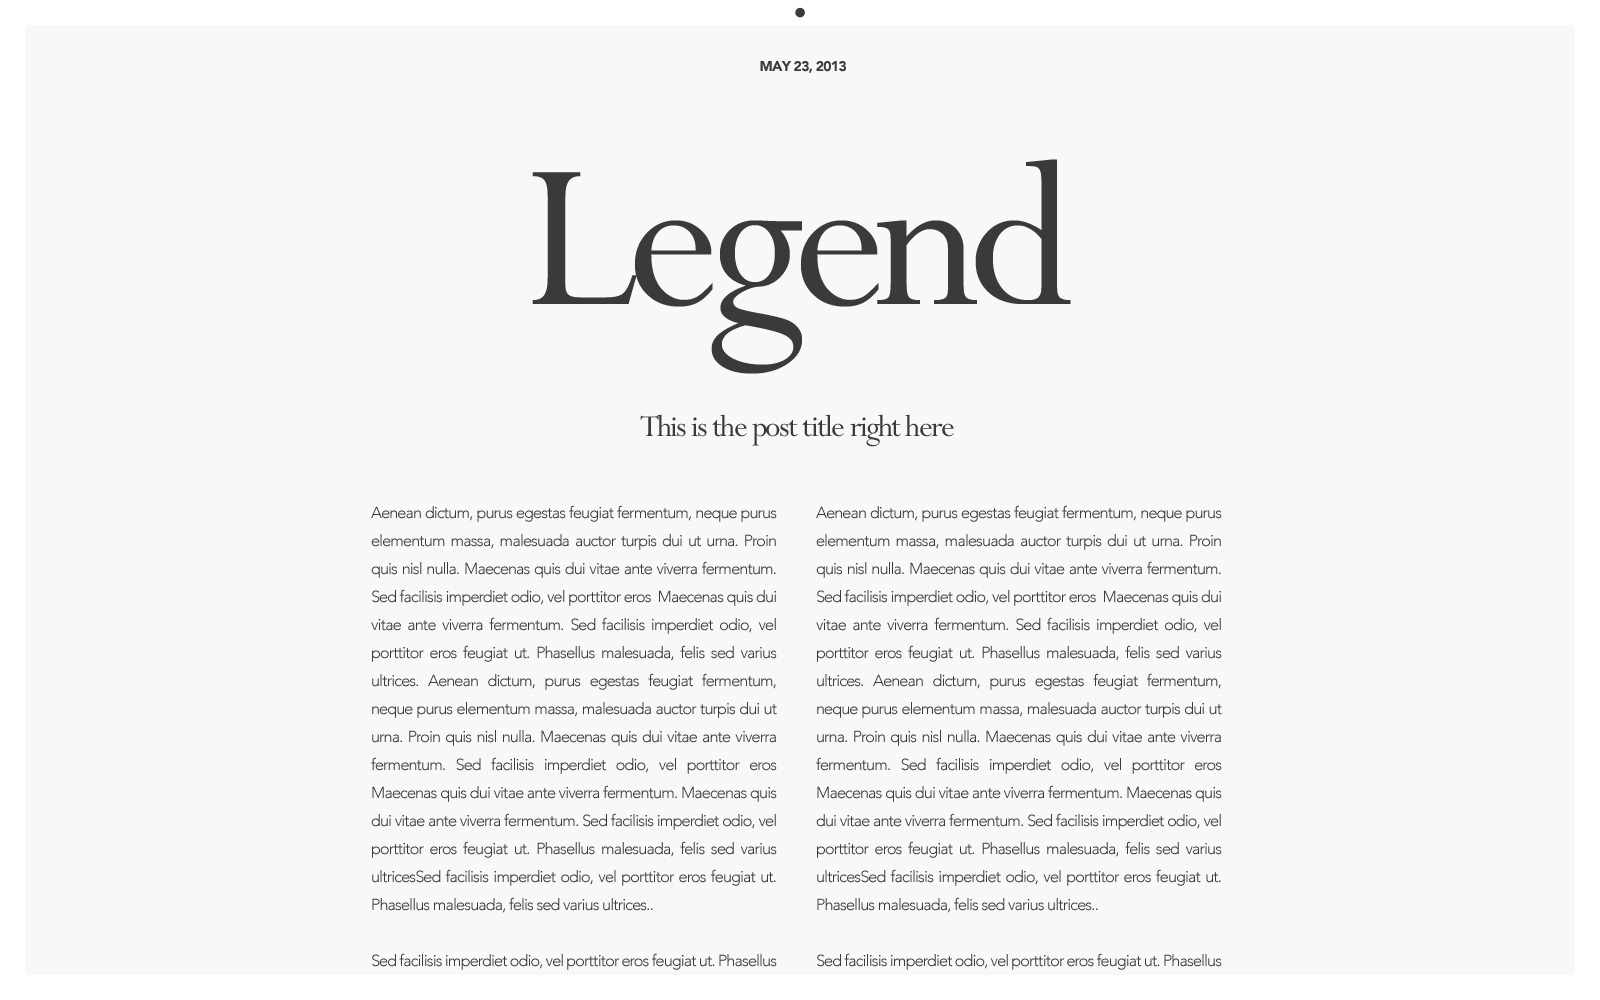 MAY 23, 2013
Legend
This is the post title right here
Aenean dictum, purus egestas feugiat fermentum, neque purus
elementum massa, malesuada auctor turpis dui ut urna. Proin
quis nisl nulla. Maecenas quis dui vitae ante viverra fermentum.
Sed facilisis imperdiet odio, vel porttitor eros  Maecenas quis dui
vitae ante viverra fermentum. Sed facilisis imperdiet odio, vel
porttitor eros feugiat ut. Phasellus malesuada, felis sed varius
ultrices. Aenean dictum, purus egestas feugiat fermentum,
neque purus elementum massa, malesuada auctor turpis dui ut
urna. Proin quis nisl nulla. Maecenas quis dui vitae ante viverra
fermentum. Sed facilisis imperdiet odio, vel porttitor eros
Maecenas quis dui vitae ante viverra fermentum. Maecenas quis
dui vitae ante viverra fermentum. Sed facilisis imperdiet odio, vel
porttitor eros feugiat ut. Phasellus malesuada, felis sed varius
ultricesSed facilisis imperdiet odio, vel porttitor eros feugiat ut.
Phasellus malesuada, felis sed varius ultrices..
Sed facilisis imperdiet odio, vel porttitor eros feugiat ut. Phasellus
Aenean dictum, purus egestas feugiat fermentum, neque purus
elementum massa, malesuada auctor turpis dui ut urna. Proin
quis nisl nulla. Maecenas quis dui vitae ante viverra fermentum.
Sed facilisis imperdiet odio, vel porttitor eros  Maecenas quis dui
vitae ante viverra fermentum. Sed facilisis imperdiet odio, vel
porttitor eros feugiat ut. Phasellus malesuada, felis sed varius
ultrices. Aenean dictum, purus egestas feugiat fermentum,
neque purus elementum massa, malesuada auctor turpis dui ut
urna. Proin quis nisl nulla. Maecenas quis dui vitae ante viverra
fermentum. Sed facilisis imperdiet odio, vel porttitor eros
Maecenas quis dui vitae ante viverra fermentum. Maecenas quis
dui vitae ante viverra fermentum. Sed facilisis imperdiet odio, vel
porttitor eros feugiat ut. Phasellus malesuada, felis sed varius
ultricesSed facilisis imperdiet odio, vel porttitor eros feugiat ut.
Phasellus malesuada, felis sed varius ultrices..
Sed facilisis imperdiet odio, vel porttitor eros feugiat ut. Phasellus